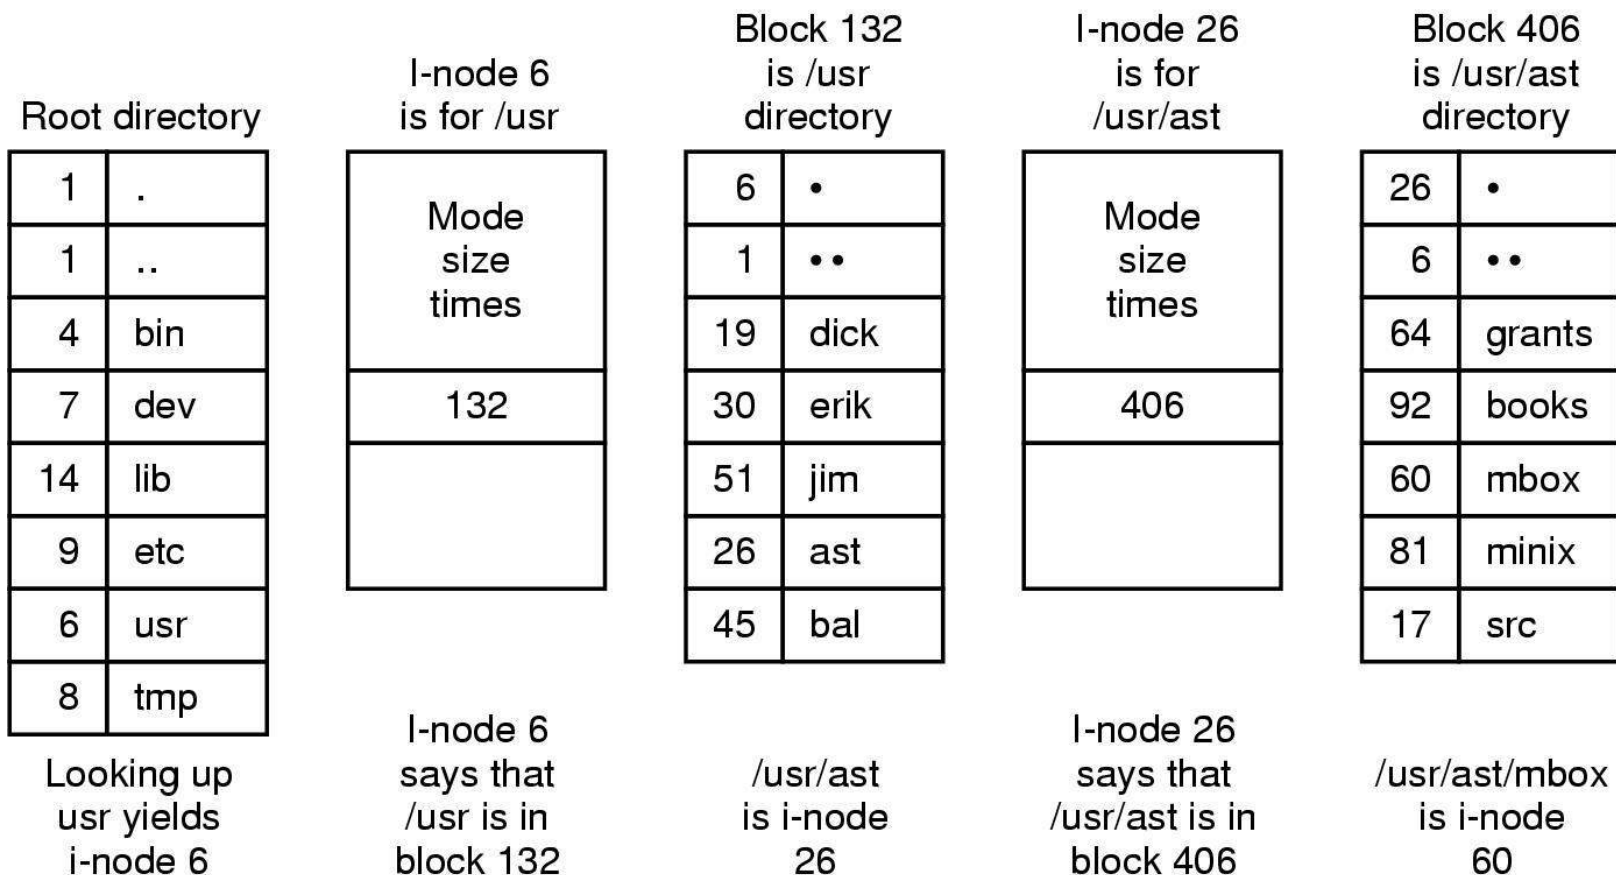 Root directory
1 .
1 ..
4 bin
7 dev
14 lib
9 etc
6 usr
8 tmp
Looking up
usr yields
i-node 6
I-node 6
is for /usr
Mode
size
times
132
I-node 6
says that
/usr is in
block 132
Block 132
is /usr
directory
6 •
1 ••
19 dick
30 erik
51 jim
26 ast
45 bal
/usr/ast
is i-node
26
I-node 26
is for
/usr/ast
Mode
size
times
406
I-node 26
says that
/usr/ast is in
block 406
Block 406
is /usr/ast
directory
26 •
6 ••
64 grants
92 books
60 mbox
81 minix
17 src
/usr/ast/mbox
is i-node
60